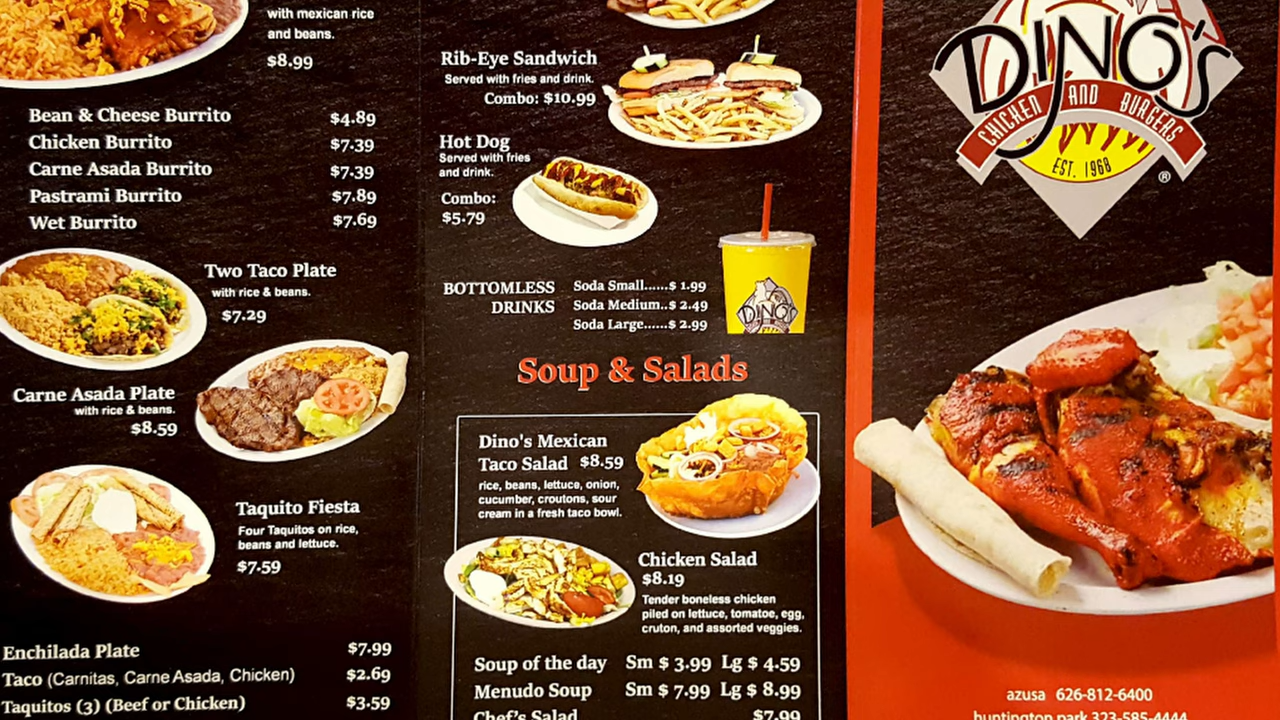 with mexican rice
and beans.
$8.99
Bean & Cheese Burrito $4.89
Chicken Burrito $7.39
Carne Asada Burrito $7.39
Pastrami Burrito $7.89
Wet Burrito $7.69
Two Taco Plate
with rice & beans.
$7.29
Carne Asada Plate
with rice & beans.
$8.59
Taquito Fiesta
Four Taquitos on rice,
beans and lettuce.
$7.59
Enchilada Plate $7.99
Taco (Carnitas, Carne Asada, Chicken) $2.69
Taquitos (3) (Beef or Chicken) $3.59
Rib-Eye Sandwich
Served with fries and drink.
Combo: $10.99
Hot Dog
Served with fries
and drink.
Combo:
$5.79
BOTTOMLESS
DRINKS
Soda Small......$ 1.99
Soda Medium..$ 2.49
Soda Large......$ 2.99
DINO'S
Soup & Salads
Dino's Mexican
Taco Salad $8.59
rice, beans, lettuce, onion,
cucumber, croutons, sour
cream in a fresh taco bowl.
Chicken Salad
$8.19
Tender boneless chicken
piled on lettuce, tomatoe, egg,
cruton, and assorted veggies.
Soup of the day Sm $ 3.99 Lg $ 4.59
Menudo Soup Sm $ 7.99 Lg $ 8.99
Chef's Salad $7.99
DINO'S
CHICKEN AND BURGERS
EST. 1968
®
azusa 626-812-6400
huntington park 323-585-4444